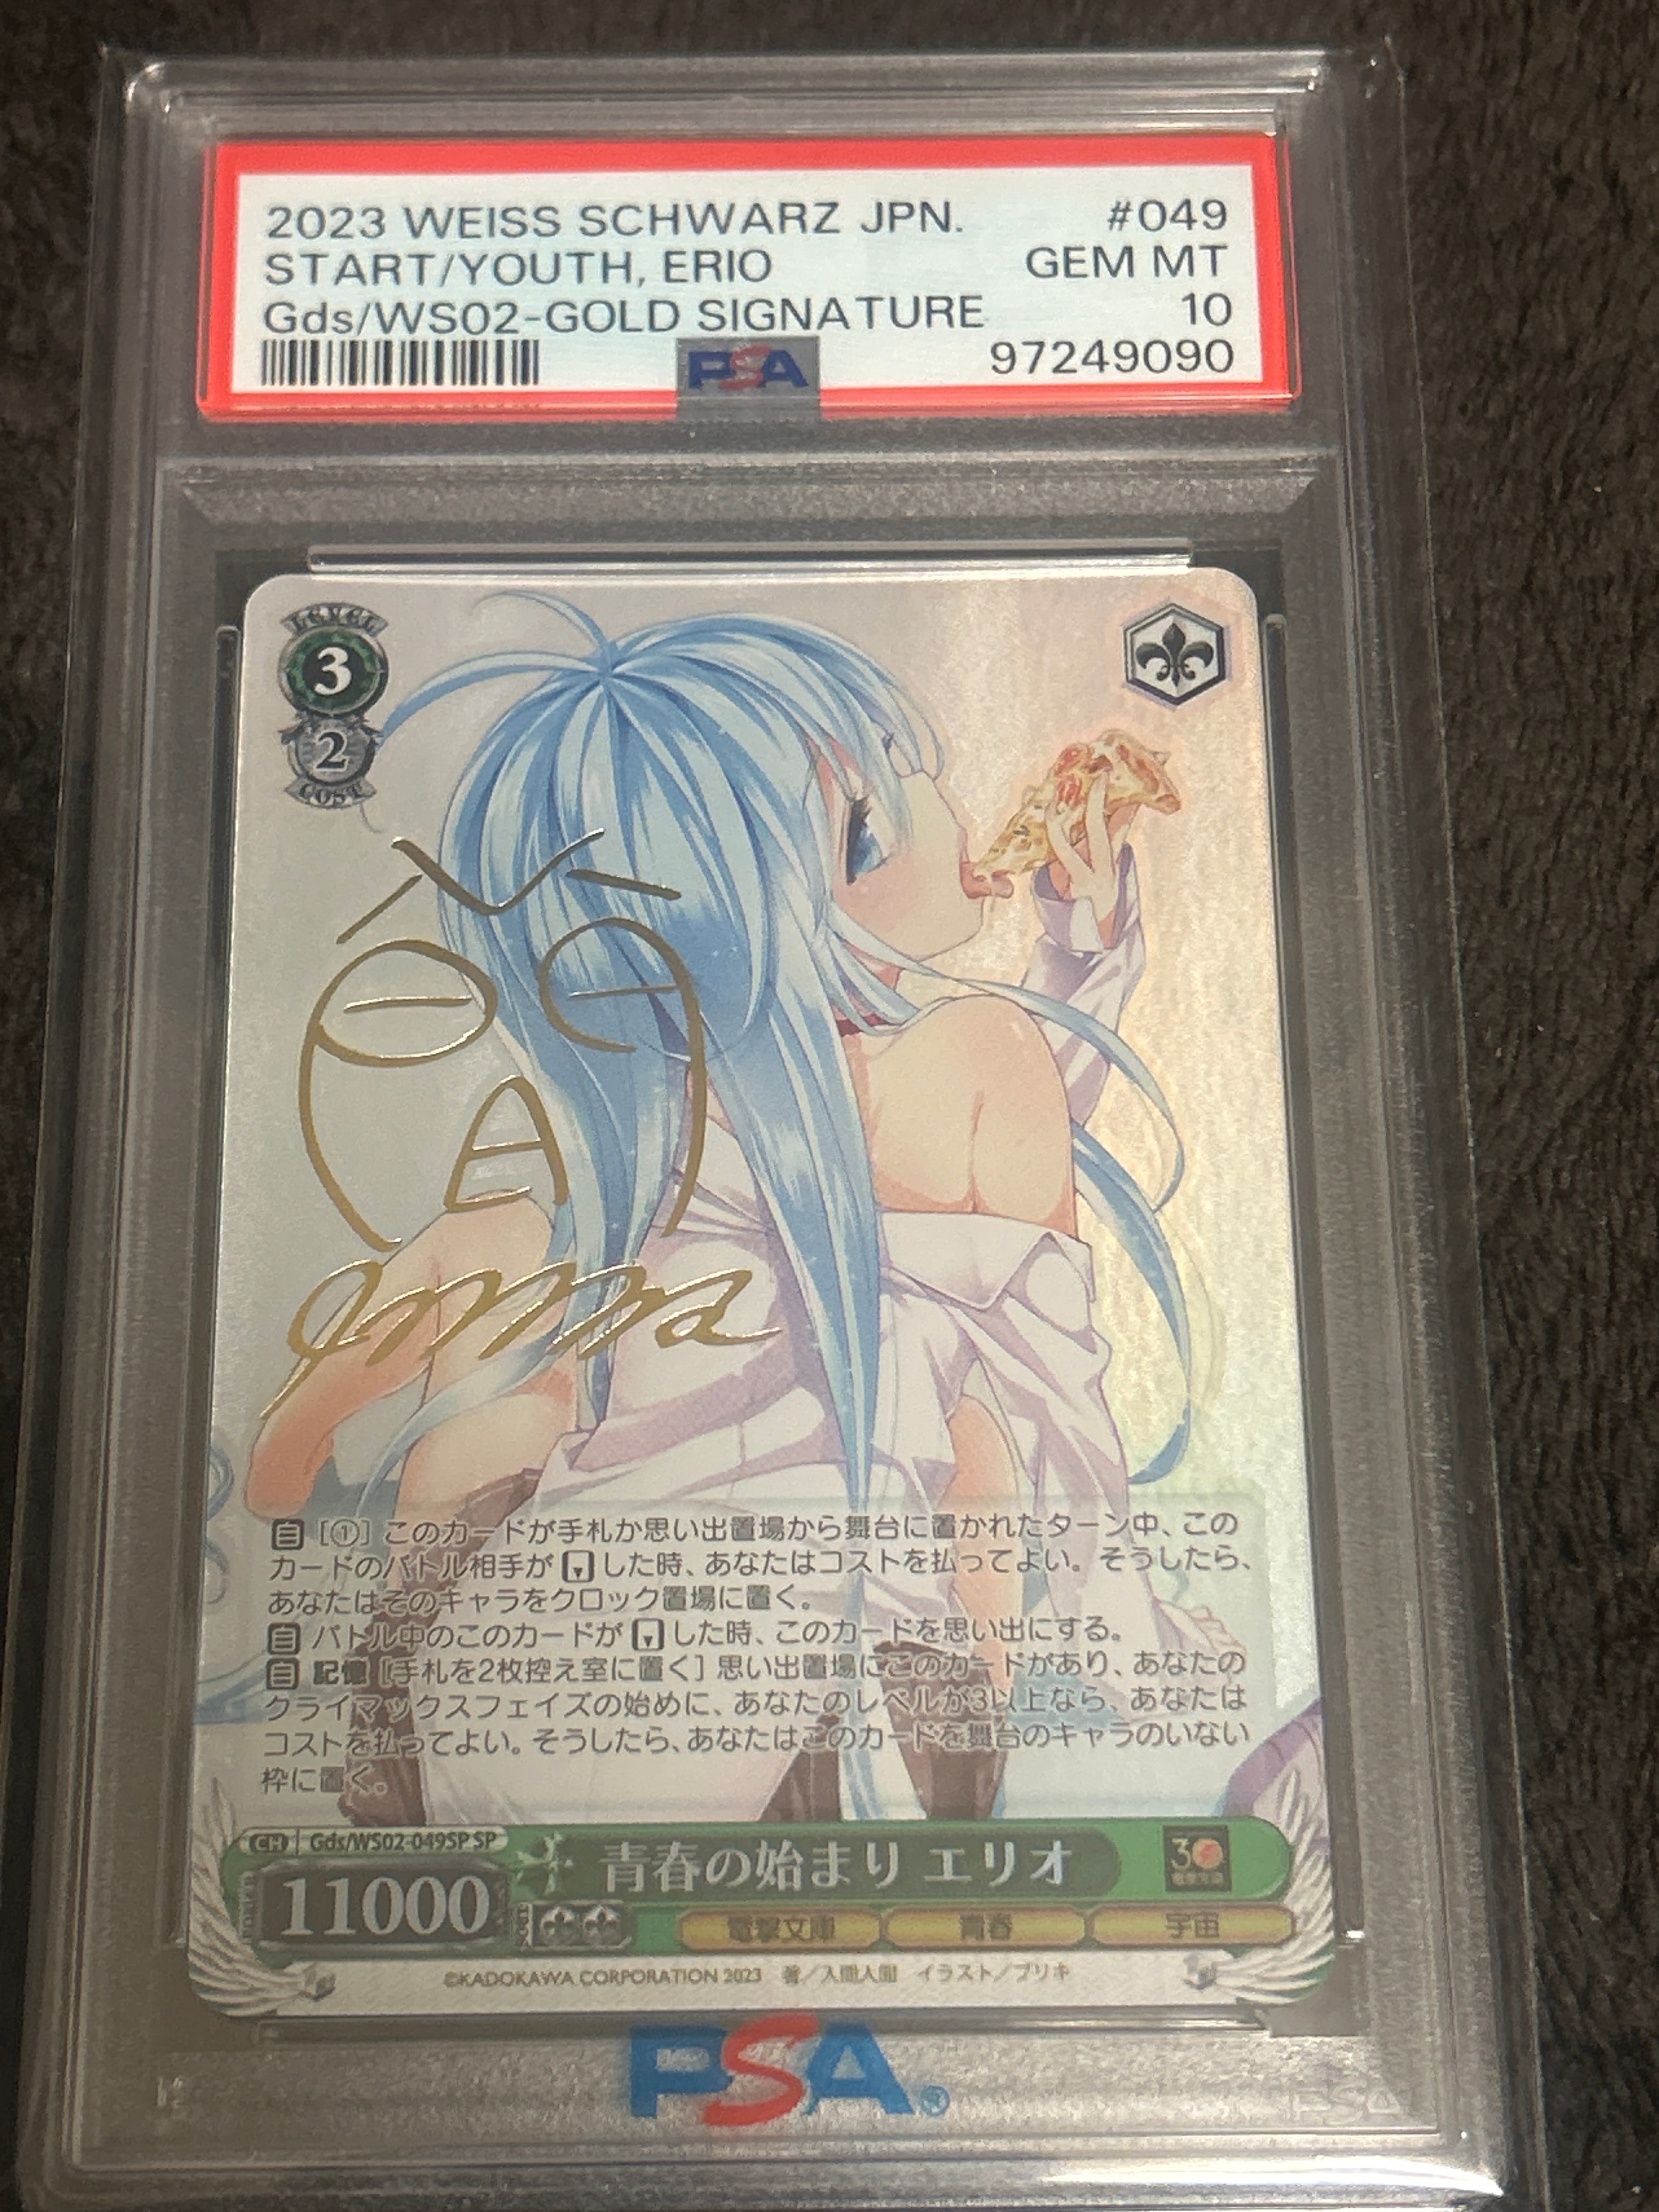 2023 WEISS SCHWARZ JPN. #049
START/YOUTH, ERIO GEM MT
Gds/WS02-GOLD SIGNATURE 10
PSA 97249090
LEVEL
3
2
COST
自 [①] このカードが手札か思い出置場から舞台に置かれたターン中、この
カードのバトル相手が した時、あなたはコストを払ってよい。そうしたら、
あなたはそのキャラをクロック置場に置く。
自 バトル中のこのカードが した時、このカードを思い出にする。
自 記憶 [手札を2枚控え室に置く] 思い出置場にこのカードがあり、あなたの
クライマックスフェイズの始めに、あなたのレベルが3以上なら、あなたは
コストを払ってよい。そうしたら、あなたはこのカードを舞台のキャラのいない
枠に置く。
CH Gds/WS02-049SP SP
青春の始まり エリオ
30
11000
電撃文庫 青春 宇宙
©KADOKAWA CORPORATION 2023 著/入間人間 イラスト/ブリキ
PSA®
PSA